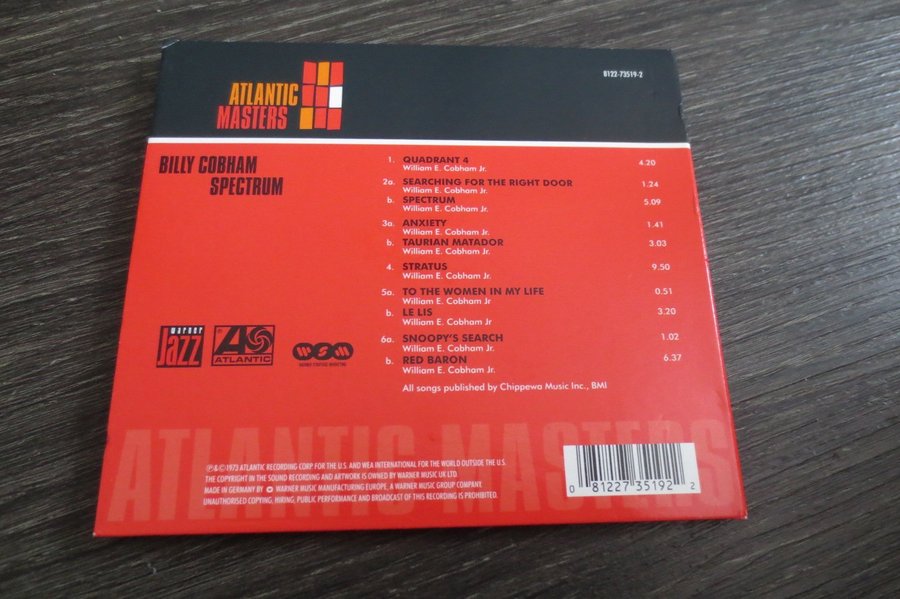 ATLANTIC
MASTERS
8122-73519-2
BILLY COBHAM
SPECTRUM
1. QUADRANT 4 4.20
William E. Cobham Jr.
2a. SEARCHING FOR THE RIGHT DOOR 1.24
William E. Cobham Jr.
b. SPECTRUM 5.09
William E. Cobham Jr.
3a. ANXIETY 1.41
William E. Cobham Jr.
b. TAURIAN MATADOR 3.03
William E. Cobham Jr.
4. STRATUS 9.50
William E. Cobham Jr.
5a. TO THE WOMEN IN MY LIFE 0.51
William E. Cobham Jr
b. LE LIS 3.20
William E. Cobham Jr
6a. SNOOPY'S SEARCH 1.02
William E. Cobham Jr.
b. RED BARON 6.37
William E. Cobham Jr.
All songs published by Chippewa Music Inc., BMI
warner
jazz
ATLANTIC
WSM
WARNER STRATEGIC MARKETING
ATLANTIC MASTERS
℗&© 1973 ATLANTIC RECORDING CORP FOR THE U.S. AND WEA INTERNATIONAL FOR THE WORLD OUTSIDE THE U.S.
THE COPYRIGHT IN THE SOUND RECORDING AND ARTWORK IS OWNED BY WARNER MUSIC UK LTD.
MADE IN GERMANY BY WARNER MUSIC MANUFACTURING EUROPE, A WARNER MUSIC GROUP COMPANY.
UNAUTHORISED COPYING, HIRING, PUBLIC PERFORMANCE AND BROADCAST OF THIS RECORDING IS PROHIBITED.
0 81227 35192 2